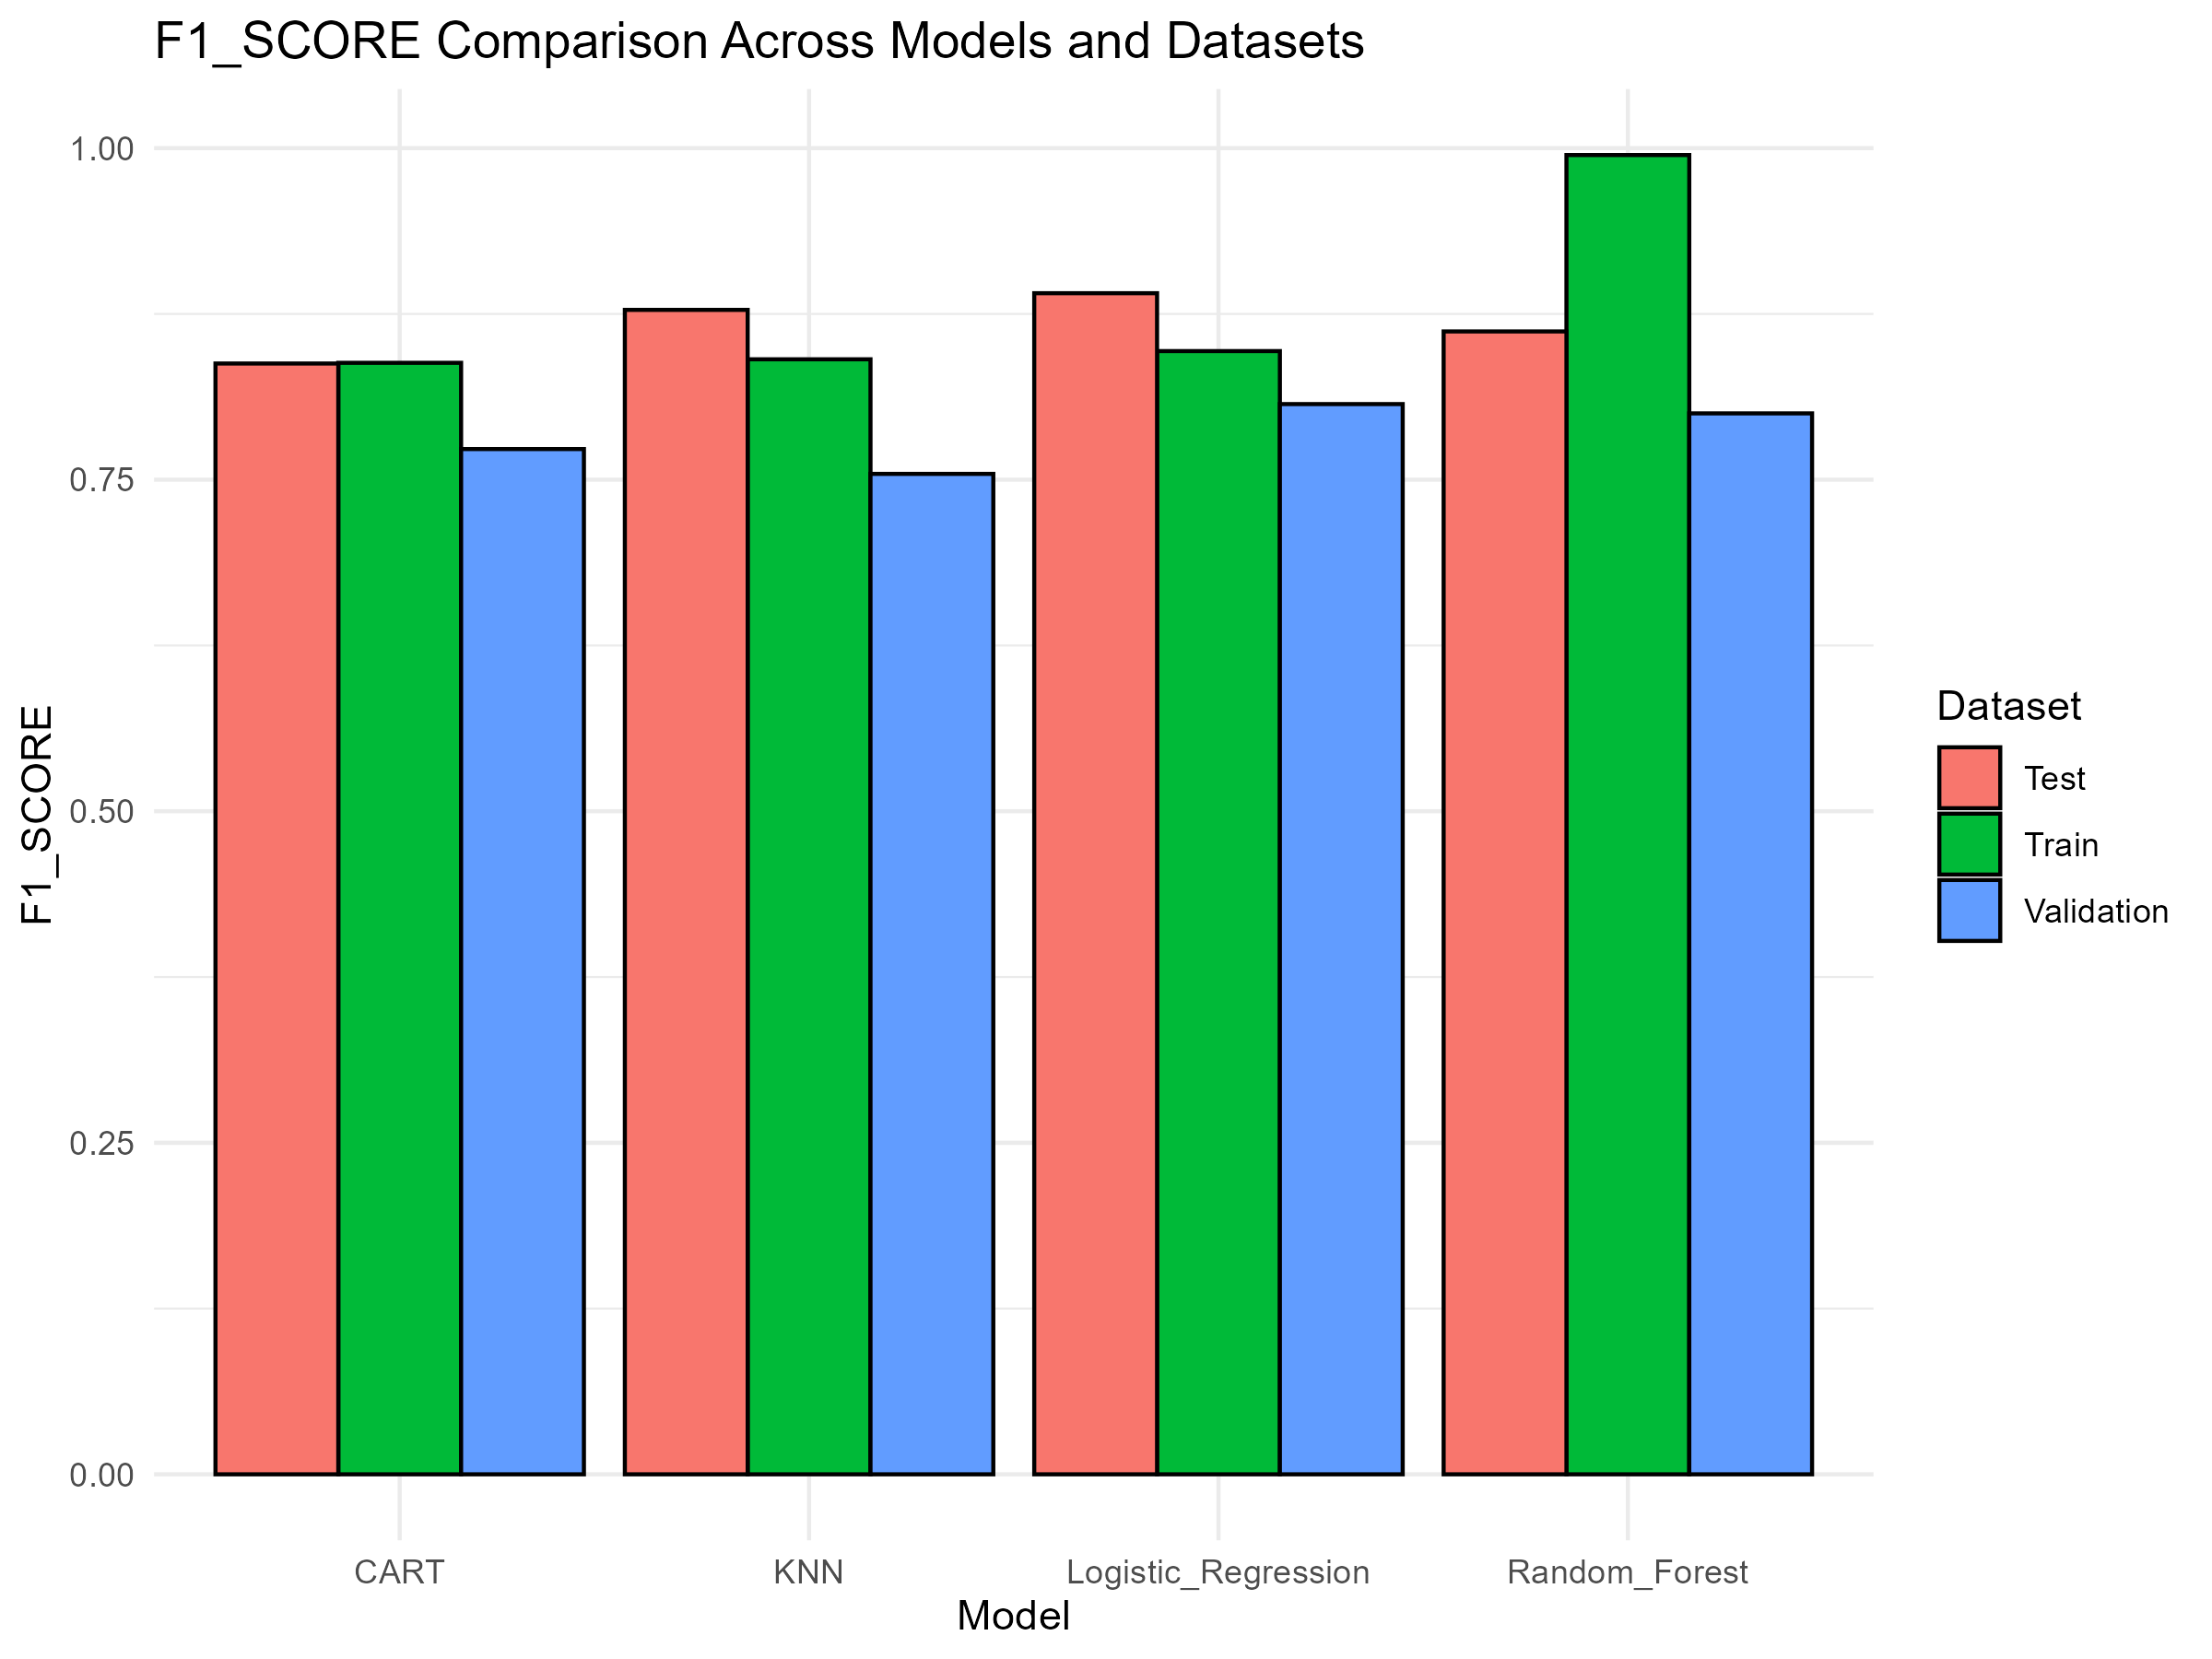 F1_SCORE Comparison Across Models and Datasets
F1_SCORE
1.00
0.75
0.50
0.25
0.00
CART KNN Logistic_Regression Random_Forest
Model
Dataset
Test
Train
Validation